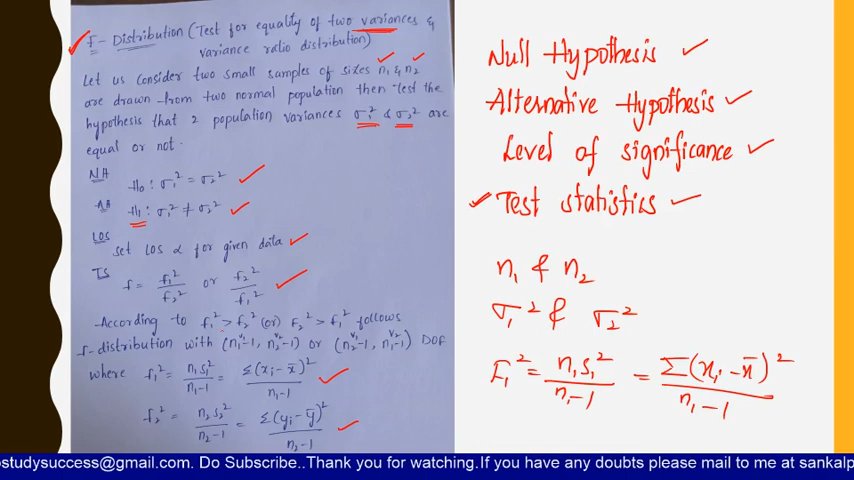 F- Distribution (Test for equality of two variances &
variance ratio distribution)
Let us consider two small samples of sizes n₁ & n₂
are drawn from two normal population then test the
hypothesis that 2 population variances σ₁² & σ₂² are
equal or not.
NH
H₀ : σ₁² = σ₂²
AH
H₁ : σ₁² ≠ σ₂²
LOS
set LOS α for given data
TS
f = f₁²/f₂² or f₂²/f₁²
According to f₁² > f₂² (or) f₂² > f₁² follows
f-distribution with (n₁-1, n₂-1) or (n₂-1, n₁-1) DOF
v₁ v₂ v₁ v₂
where f₁² = n₁s₁²/n₁-1 = Σ(xᵢ-x̄)²/n₁-1
f₂² = n₂s₂²/n₂-1 = Σ(yᵢ-ȳ)²/n₂-1
Null Hypothesis
Alternative Hypothesis
Level of significance
Test statistics
n₁ & n₂
σ₁² & σ₂²
F₁² = n₁s₁²/n₁-1 = Σ(xᵢ-x̄)²/n₁-1
ostudysuccess@gmail.com. Do Subscribe..Thank you for watching.If you have any doubts please mail to me at sankalp